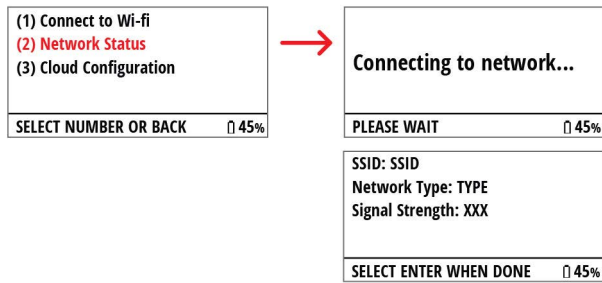 (1) Connect to Wi-fi
(2) Network Status
(3) Cloud Configuration
SELECT NUMBER OR BACK 45%
Connecting to network...
PLEASE WAIT 45%
SSID: SSID
Network Type: TYPE
Signal Strength: XXX
SELECT ENTER WHEN DONE 45%